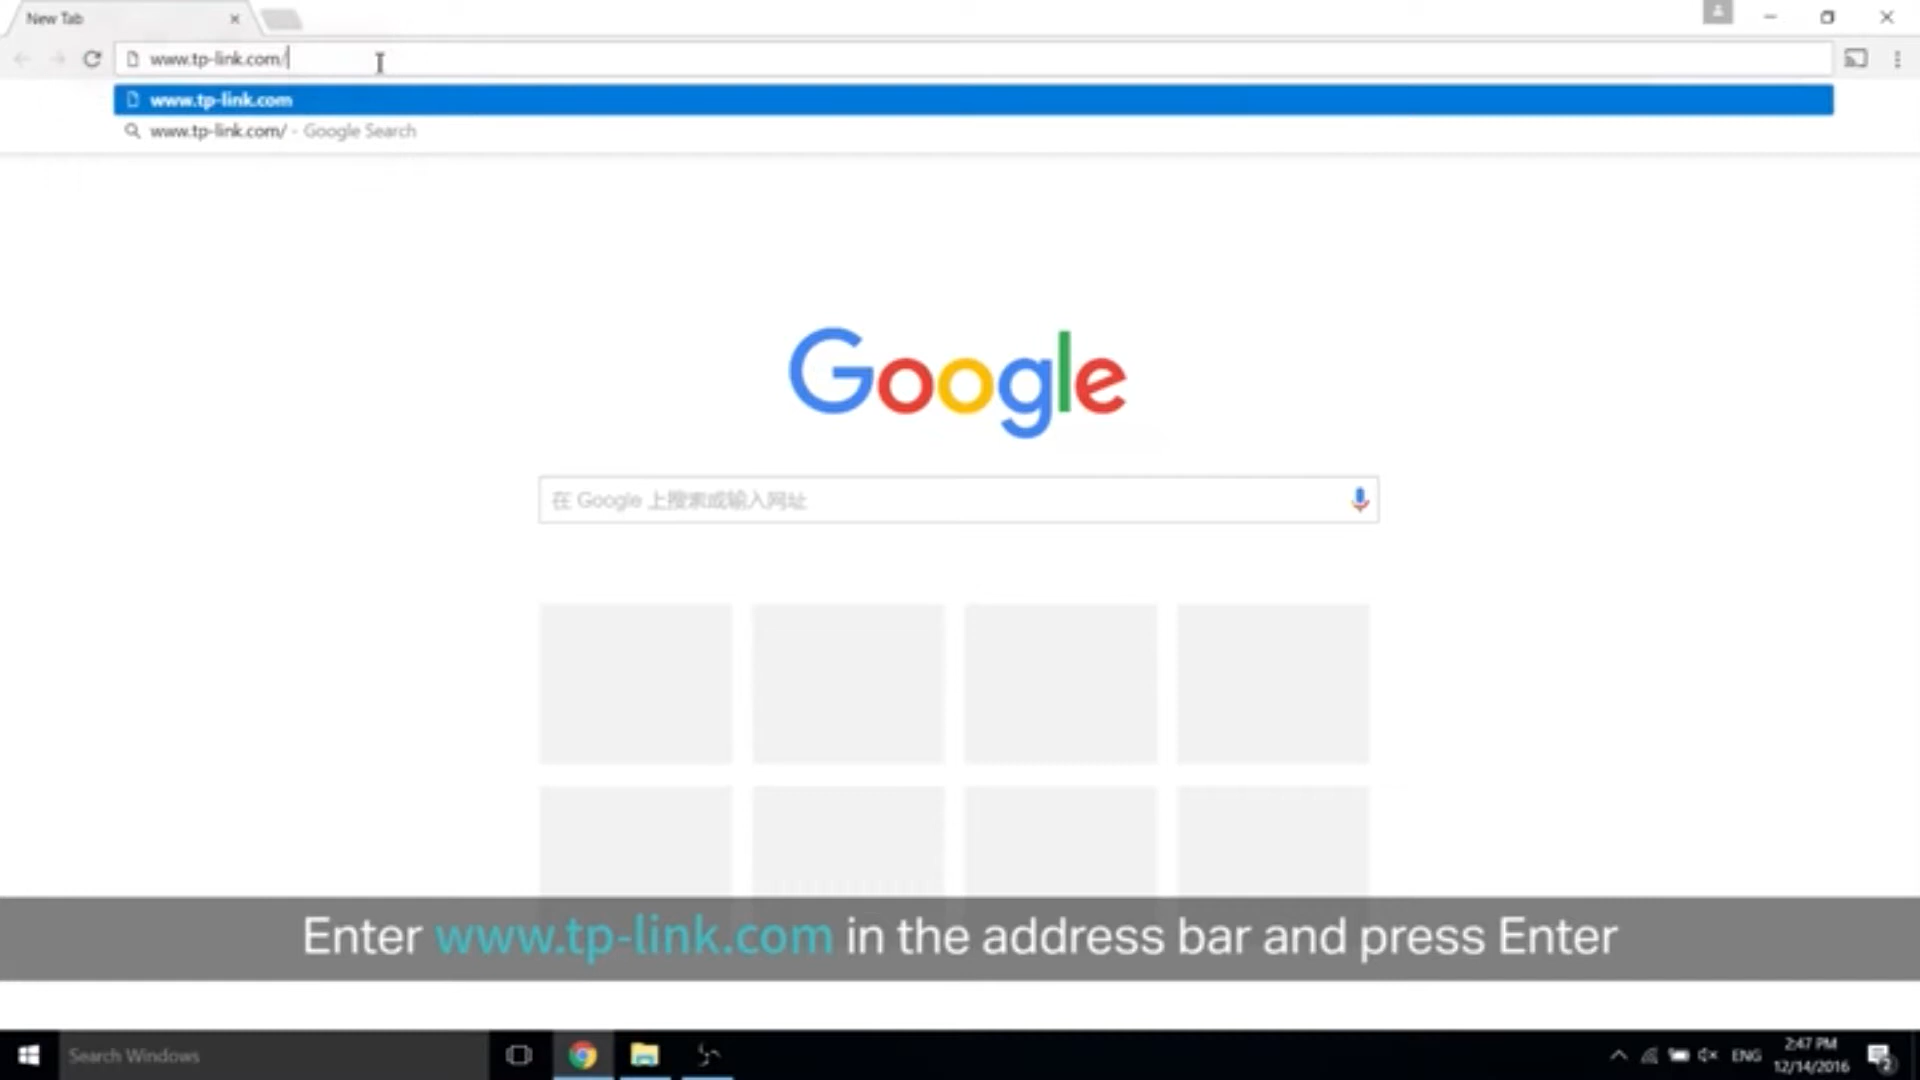 New Tab
www.tp-link.com/
www.tp-link.com
www.tp-link.com/ - Google Search
Google
在 Google 上搜索或输入网址
Enter www.tp-link.com in the address bar and press Enter
Search Windows
ENG
2:47 PM
12/14/2016
2